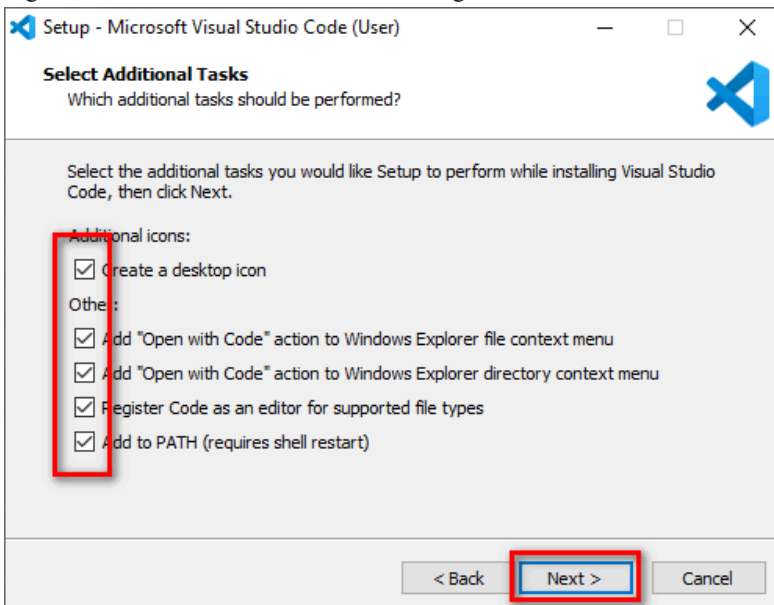 Setup - Microsoft Visual Studio Code (User)
Select Additional Tasks
Which additional tasks should be performed?
Select the additional tasks you would like Setup to perform while installing Visual Studio
Code, then click Next.
Additional icons:
Create a desktop icon
Other:
Add "Open with Code" action to Windows Explorer file context menu
Add "Open with Code" action to Windows Explorer directory context menu
Register Code as an editor for supported file types
Add to PATH (requires shell restart)
< Back
Next >
Cancel